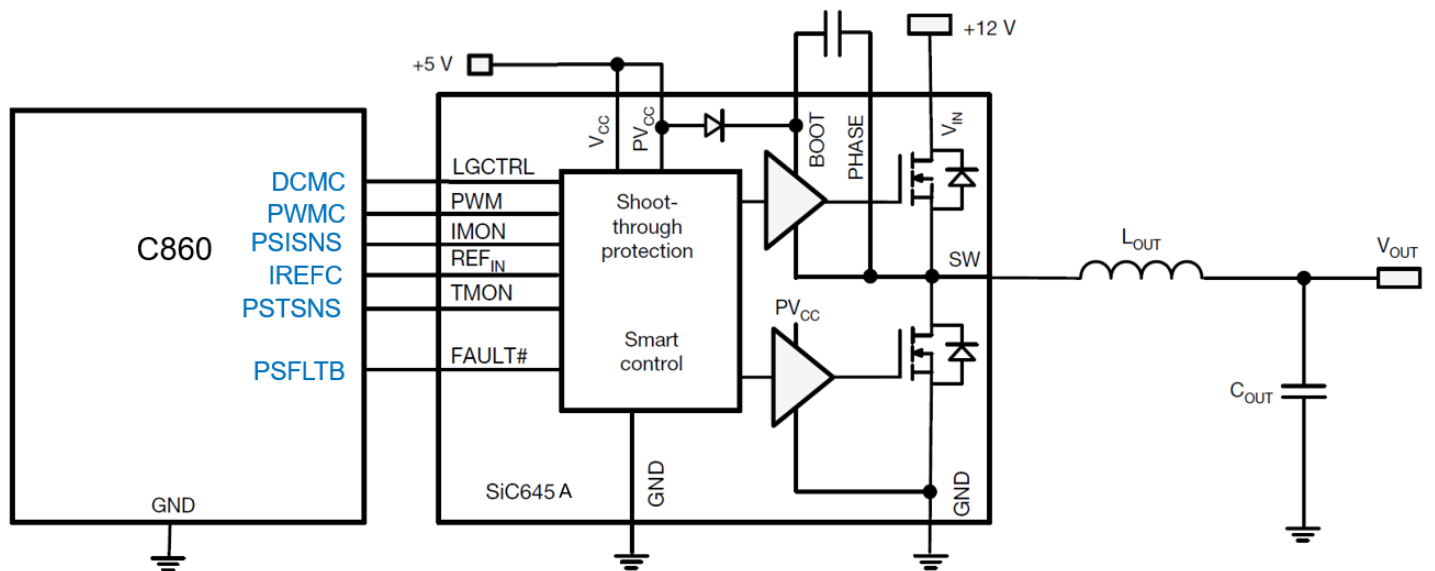 +12 V
+5 V
VCC
PVCC
BOOT
PHASE
VIN
DCMC
LGCTRL
PWMC
PWM
PSISNS
IMON
C860
IREFC
REFIN
PSTSNS
TMON
PSFLTB
FAULT#
Shoot-
through
protection
Smart
control
SW
LOUT
VOUT
PVCC
COUT
GND
SiC645 A
GND
GND